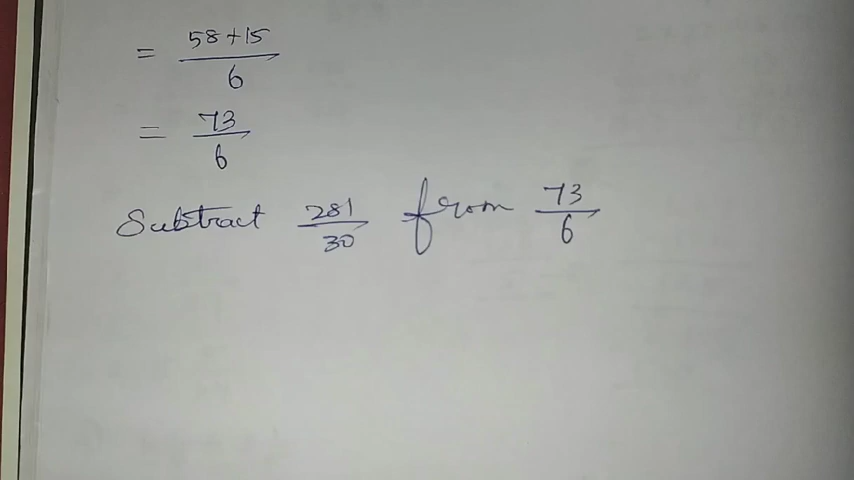 = 58+15/6
= 73/6
Subtract 281/30 from 73/6